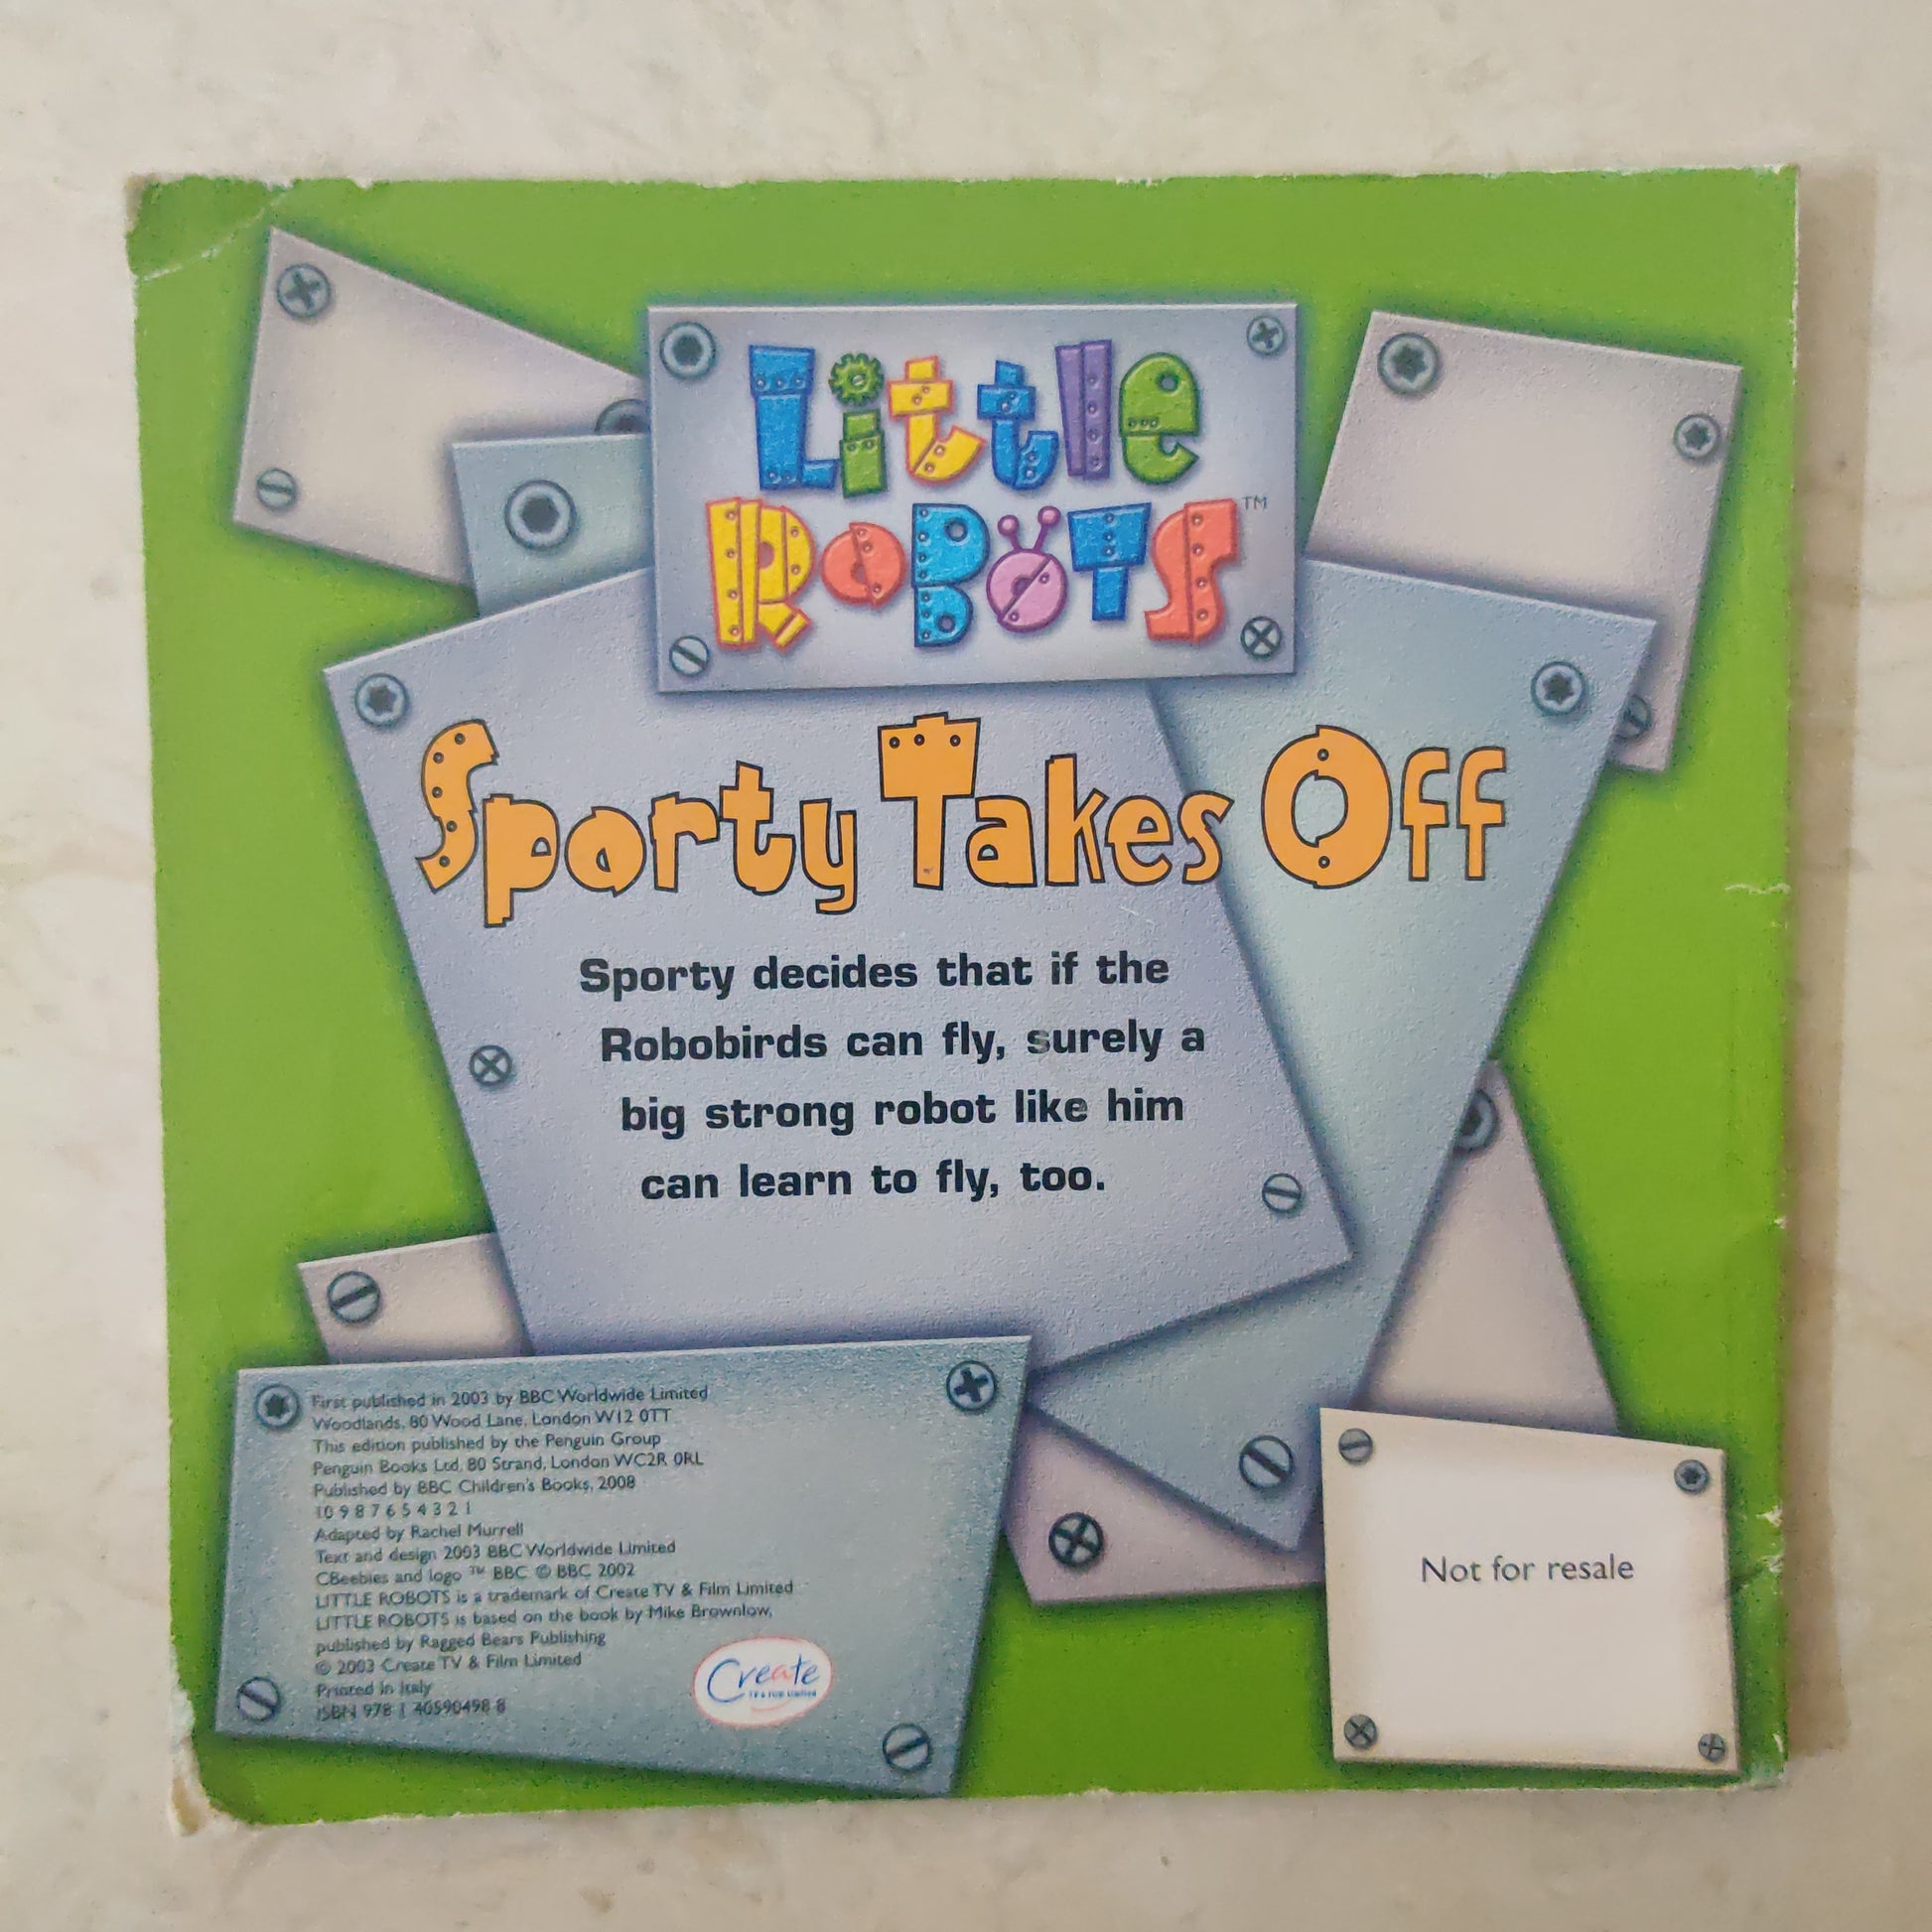 Little
RoBoTS™
Sporty Takes Off
Sporty decides that if the
Robobirds can fly, surely a
big strong robot like him
can learn to fly, too.
First published in 2003 by BBC Worldwide Limited
Woodlands, 80 Wood Lane, London W12 0TT
This edition published by the Penguin Group
Penguin Books Ltd, 80 Strand, London WC2R 0RL
Published by BBC Children's Books, 2008
10 9 8 7 6 5 4 3 2 1
Adapted by Rachel Murrell
Text and design 2003 BBC Worldwide Limited
CBeebies and logo ™ BBC © BBC 2002
LITTLE ROBOTS is a trademark of Create TV & Film Limited
LITTLE ROBOTS is based on the book by Mike Brownlow,
published by Ragged Bears Publishing
© 2003 Create TV & Film Limited
Printed in Italy
ISBN 978 1 40590498 8
Create
TV & FILM LIMITED
Not for resale